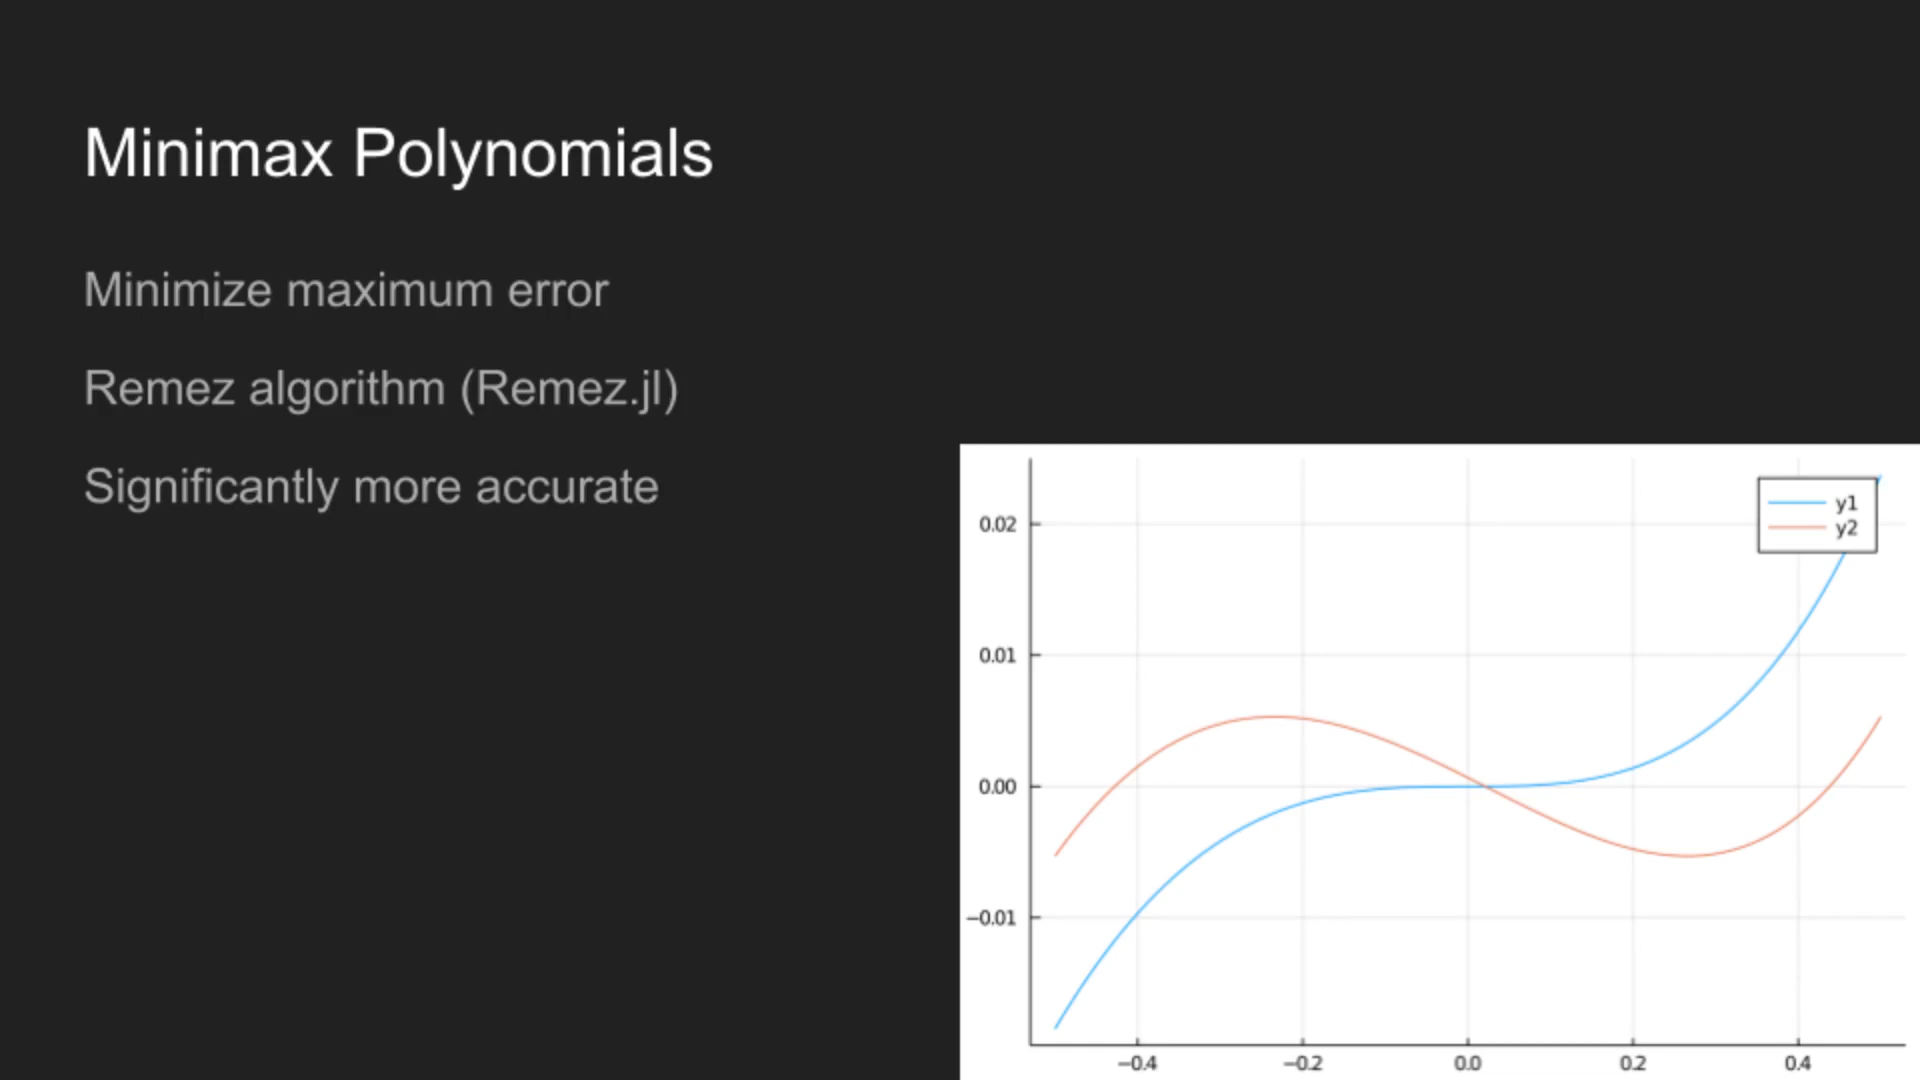 Minimax Polynomials
Minimize maximum error
Remez algorithm (Remez.jl)
Significantly more accurate
y1
y2
0.02
0.01
0.00
−0.01
−0.4 −0.2 0.0 0.2 0.4